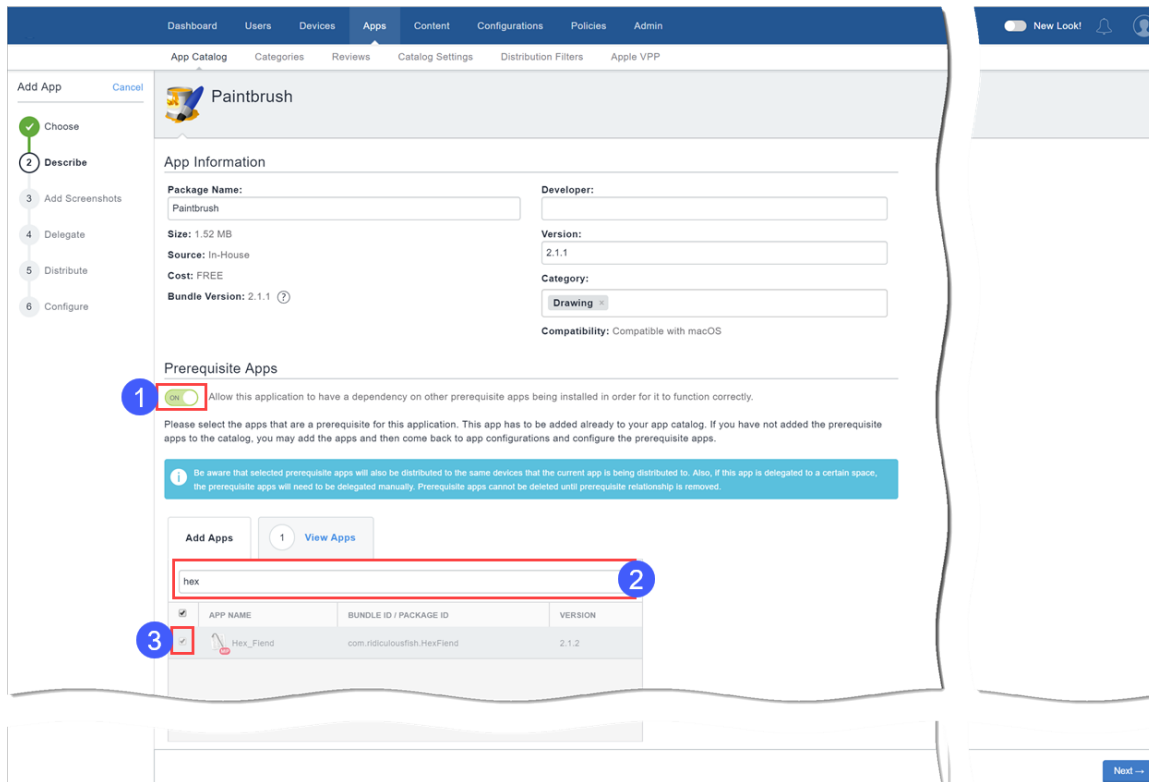 Dashboard Users Devices Apps Content Configurations Policies Admin New Look!
App Catalog Categories Reviews Catalog Settings Distribution Filters Apple VPP
Add App Cancel
Choose
2 Describe
3 Add Screenshots
4 Delegate
5 Distribute
6 Configure
Paintbrush
App Information
Package Name: Developer:
Paintbrush
Size: 1.52 MB Version:
2.1.1
Source: In-House
Cost: FREE Category:
Bundle Version: 2.1.1 ?
Drawing ×
Compatibility: Compatible with macOS
Prerequisite Apps
1 ON Allow this application to have a dependency on other prerequisite apps being installed in order for it to function correctly.
Please select the apps that are a prerequisite for this application. This app has to be added already to your app catalog. If you have not added the prerequisite
apps to the catalog, you may add the apps and then come back to app configurations and configure the prerequisite apps.
Be aware that selected prerequisite apps will also be distributed to the same devices that the current app is being distributed to. Also, if this app is delegated to a certain space,
the prerequisite apps will need to be delegated manually. Prerequisite apps cannot be deleted until prerequisite relationship is removed.
Add Apps 1 View Apps
hex 2
APP NAME BUNDLE ID / PACKAGE ID VERSION
3 Hex_Fiend com.ridiculousfish.HexFiend 2.1.2
Next →